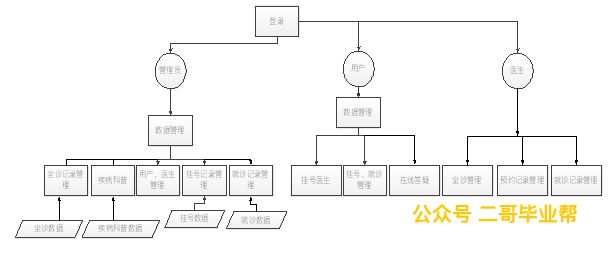 登录
管理员
用户
医生
数据管理
数据管理
坐诊记录管
理
疾病科普
用户、医生
管理
挂号记录管
理
就诊记录管
理
挂号医生
挂号、就诊
管理
在线答疑
坐诊管理
预约记录管理
就诊记录管理
坐诊数据
疾病科普数据
挂号数据
就诊数据
公众号 二哥毕业帮